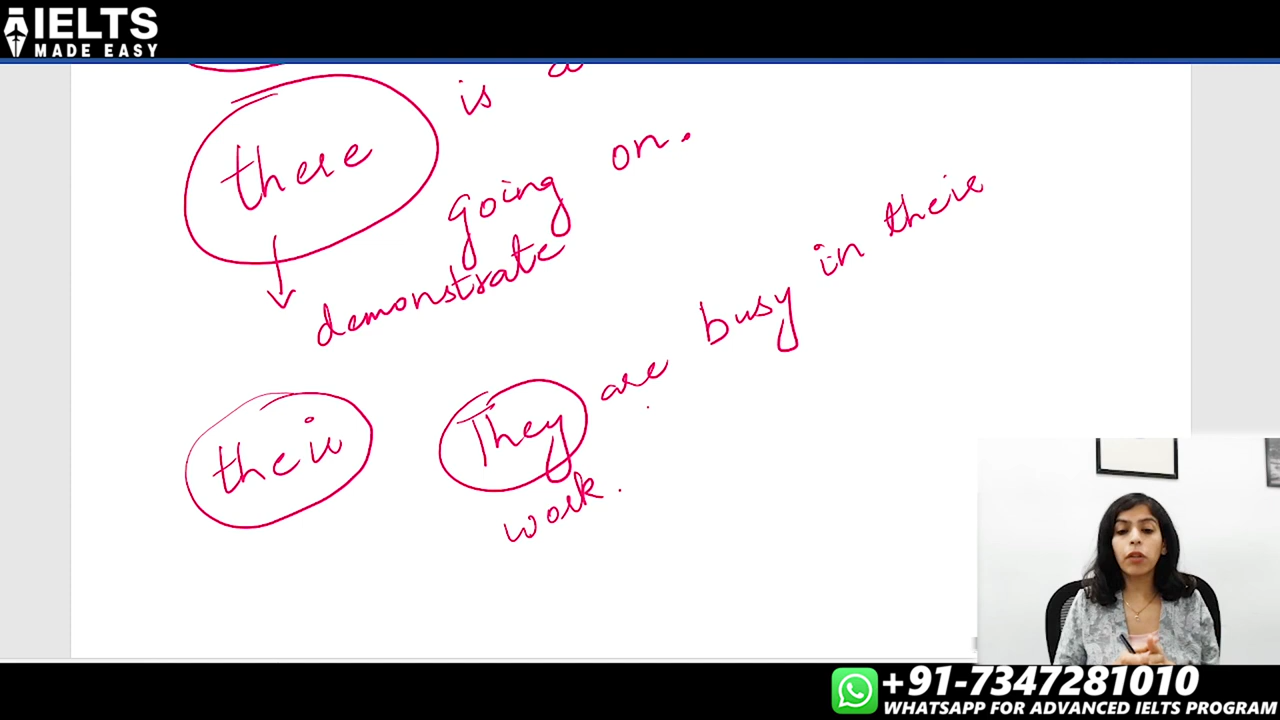 IELTS
MADE EASY
there is a
going on.
demonstrate
their They are busy in their
work.
+91-7347281010
WHATSAPP FOR ADVANCED IELTS PROGRAM